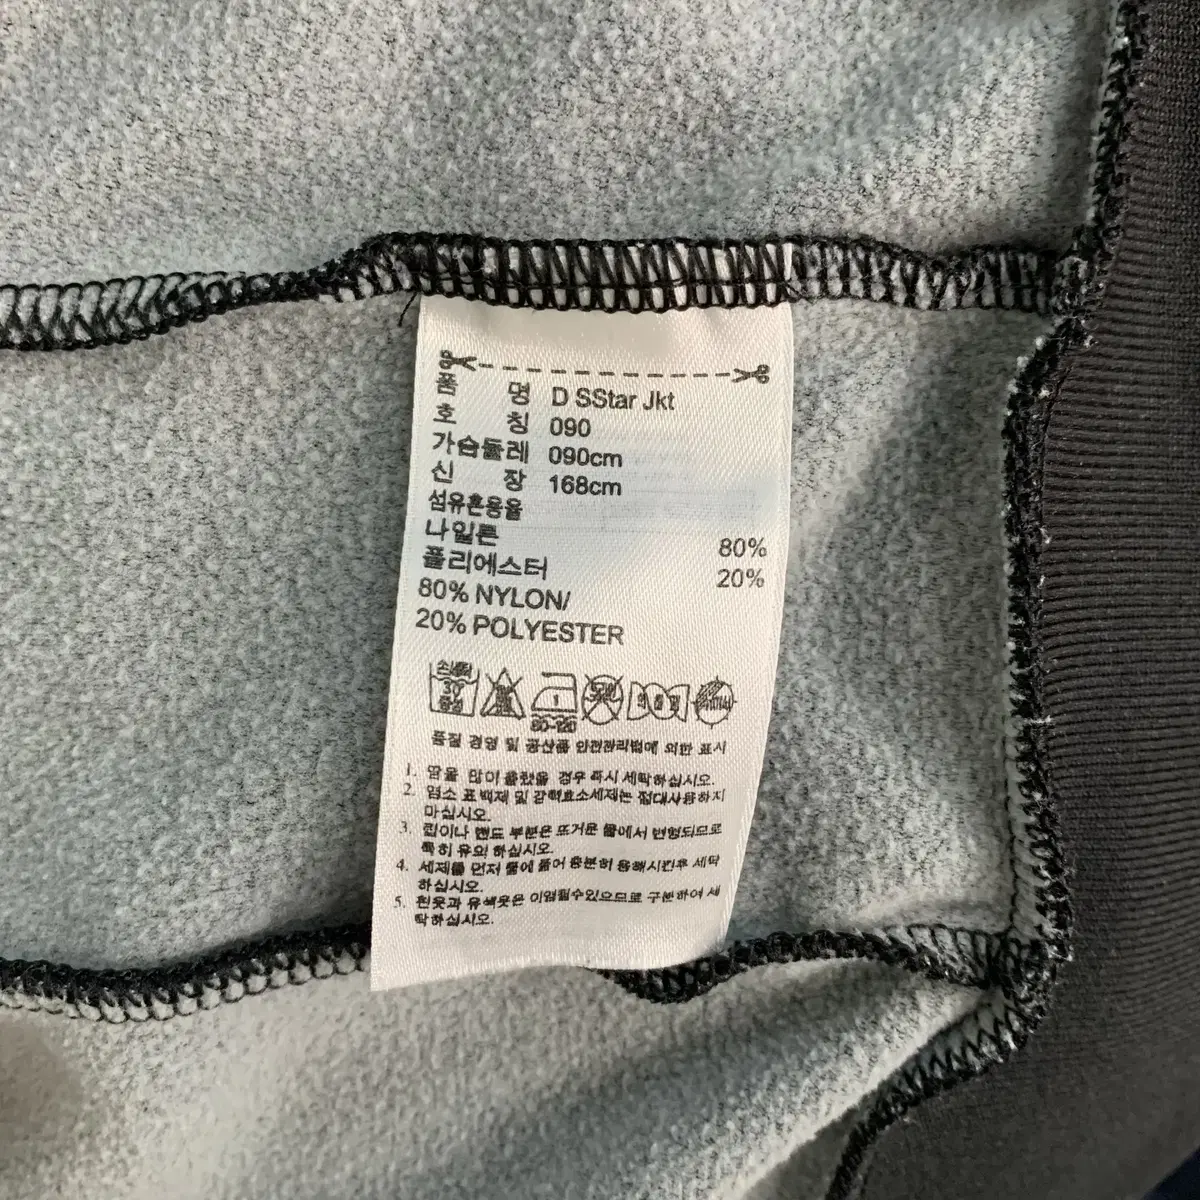 품 명 D SStar Jkt
호 칭 090
가슴둘레 090cm
신 장 168cm
섬유혼용율
나일론 80%
폴리에스터 20%
80% NYLON/
20% POLYESTER
손세탁
30°
중성
1
80-120
품질 경영 및 공산품 안전관리법에 의한 표시
1. 땀을 많이 흘렸을 경우 즉시 세탁하십시오.
2. 염소 표백제 및 강력효소세제는 절대사용하지
마십시오.
3. 립이나 밴드 부분은 뜨거운 물에서 변형되므로
특히 유의 하십시오.
4. 세제를 먼저 물에 풀어 충분히 용해시킨후 세탁
하십시오.
5. 흰옷과 유색옷은 이염될수있으므로 구분하여 세
탁하십시오.